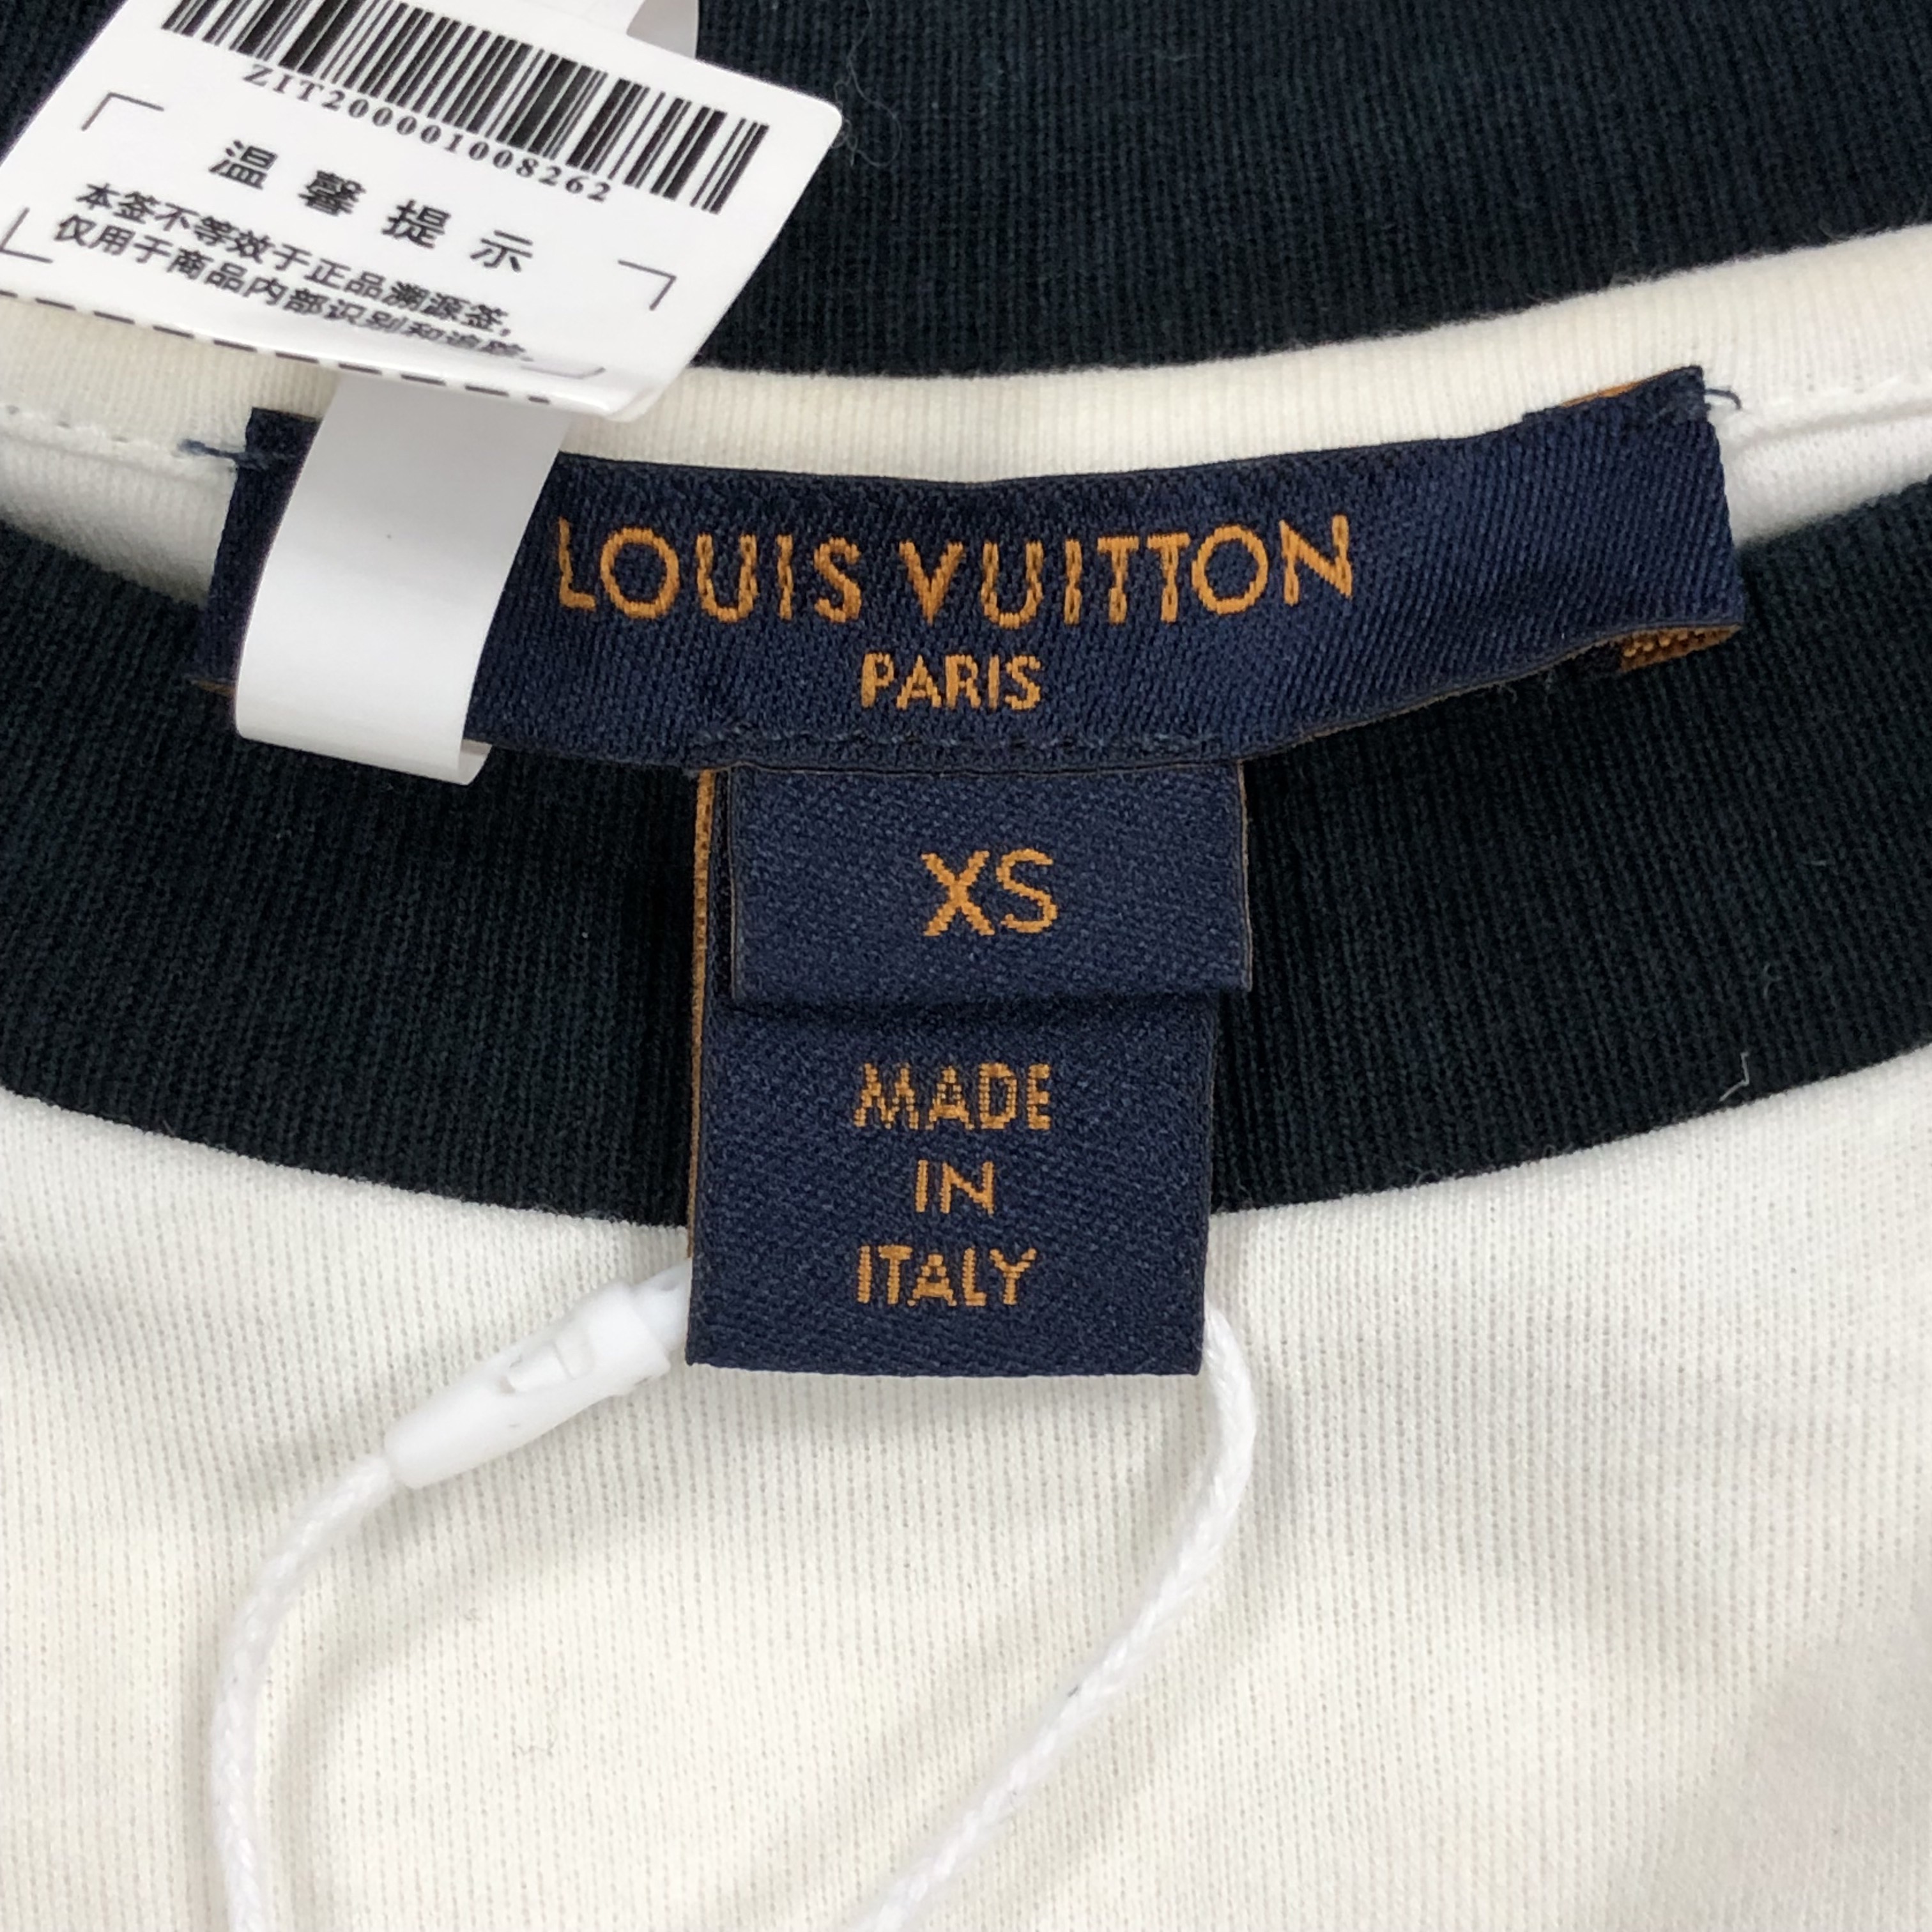 ZIT200001008262
温馨提示
本签不等效于正品溯源签,
仅用于商品内部识别和追踪。
LOUIS VUITTON
PARIS
XS
MADE
IN
ITALY